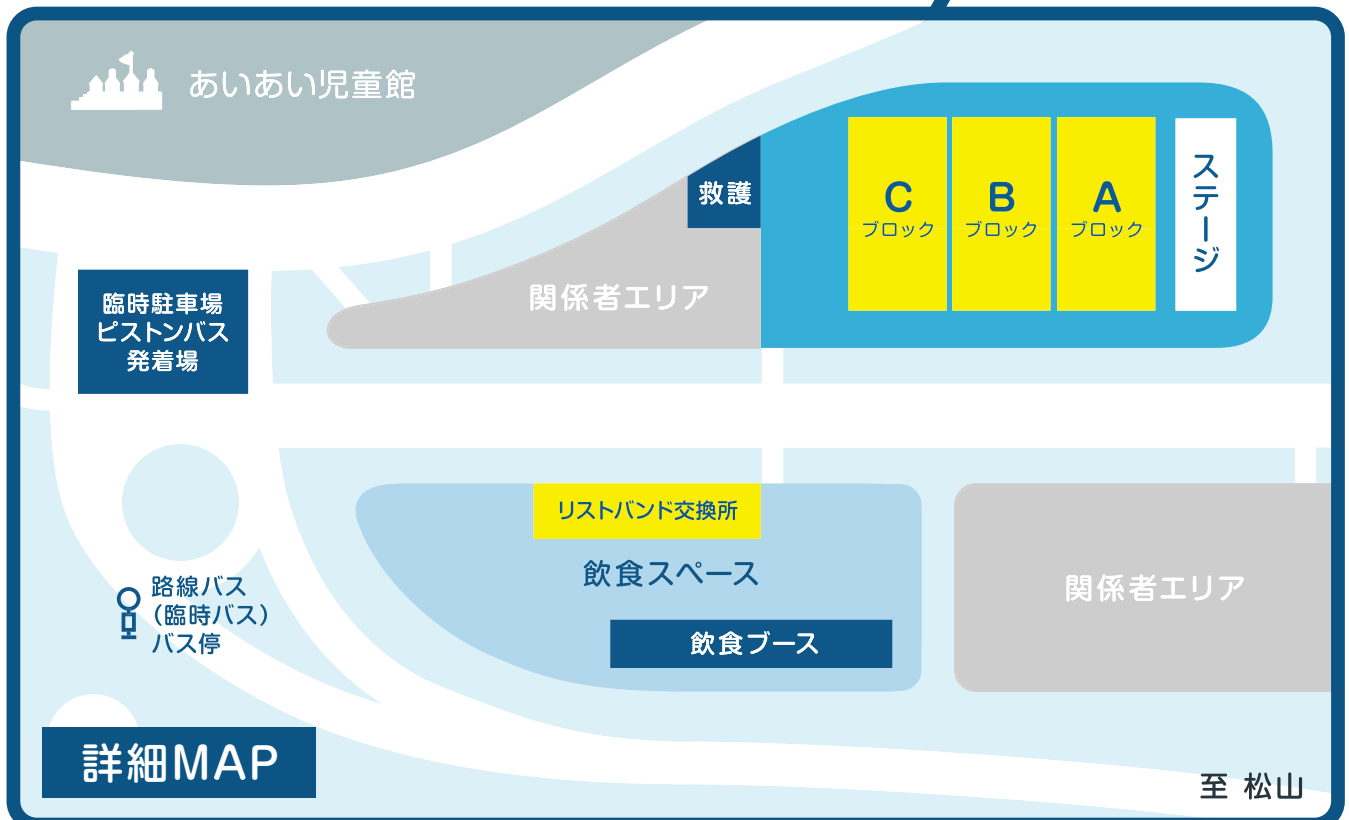 あいあい児童館
救護
C
ブロック
B
ブロック
A
ブロック
ステージ
関係者エリア
臨時駐車場
ピストンバス
発着場
リストバンド交換所
飲食スペース
飲食ブース
関係者エリア
路線バス
(臨時バス)
バス停
詳細MAP
至 松山